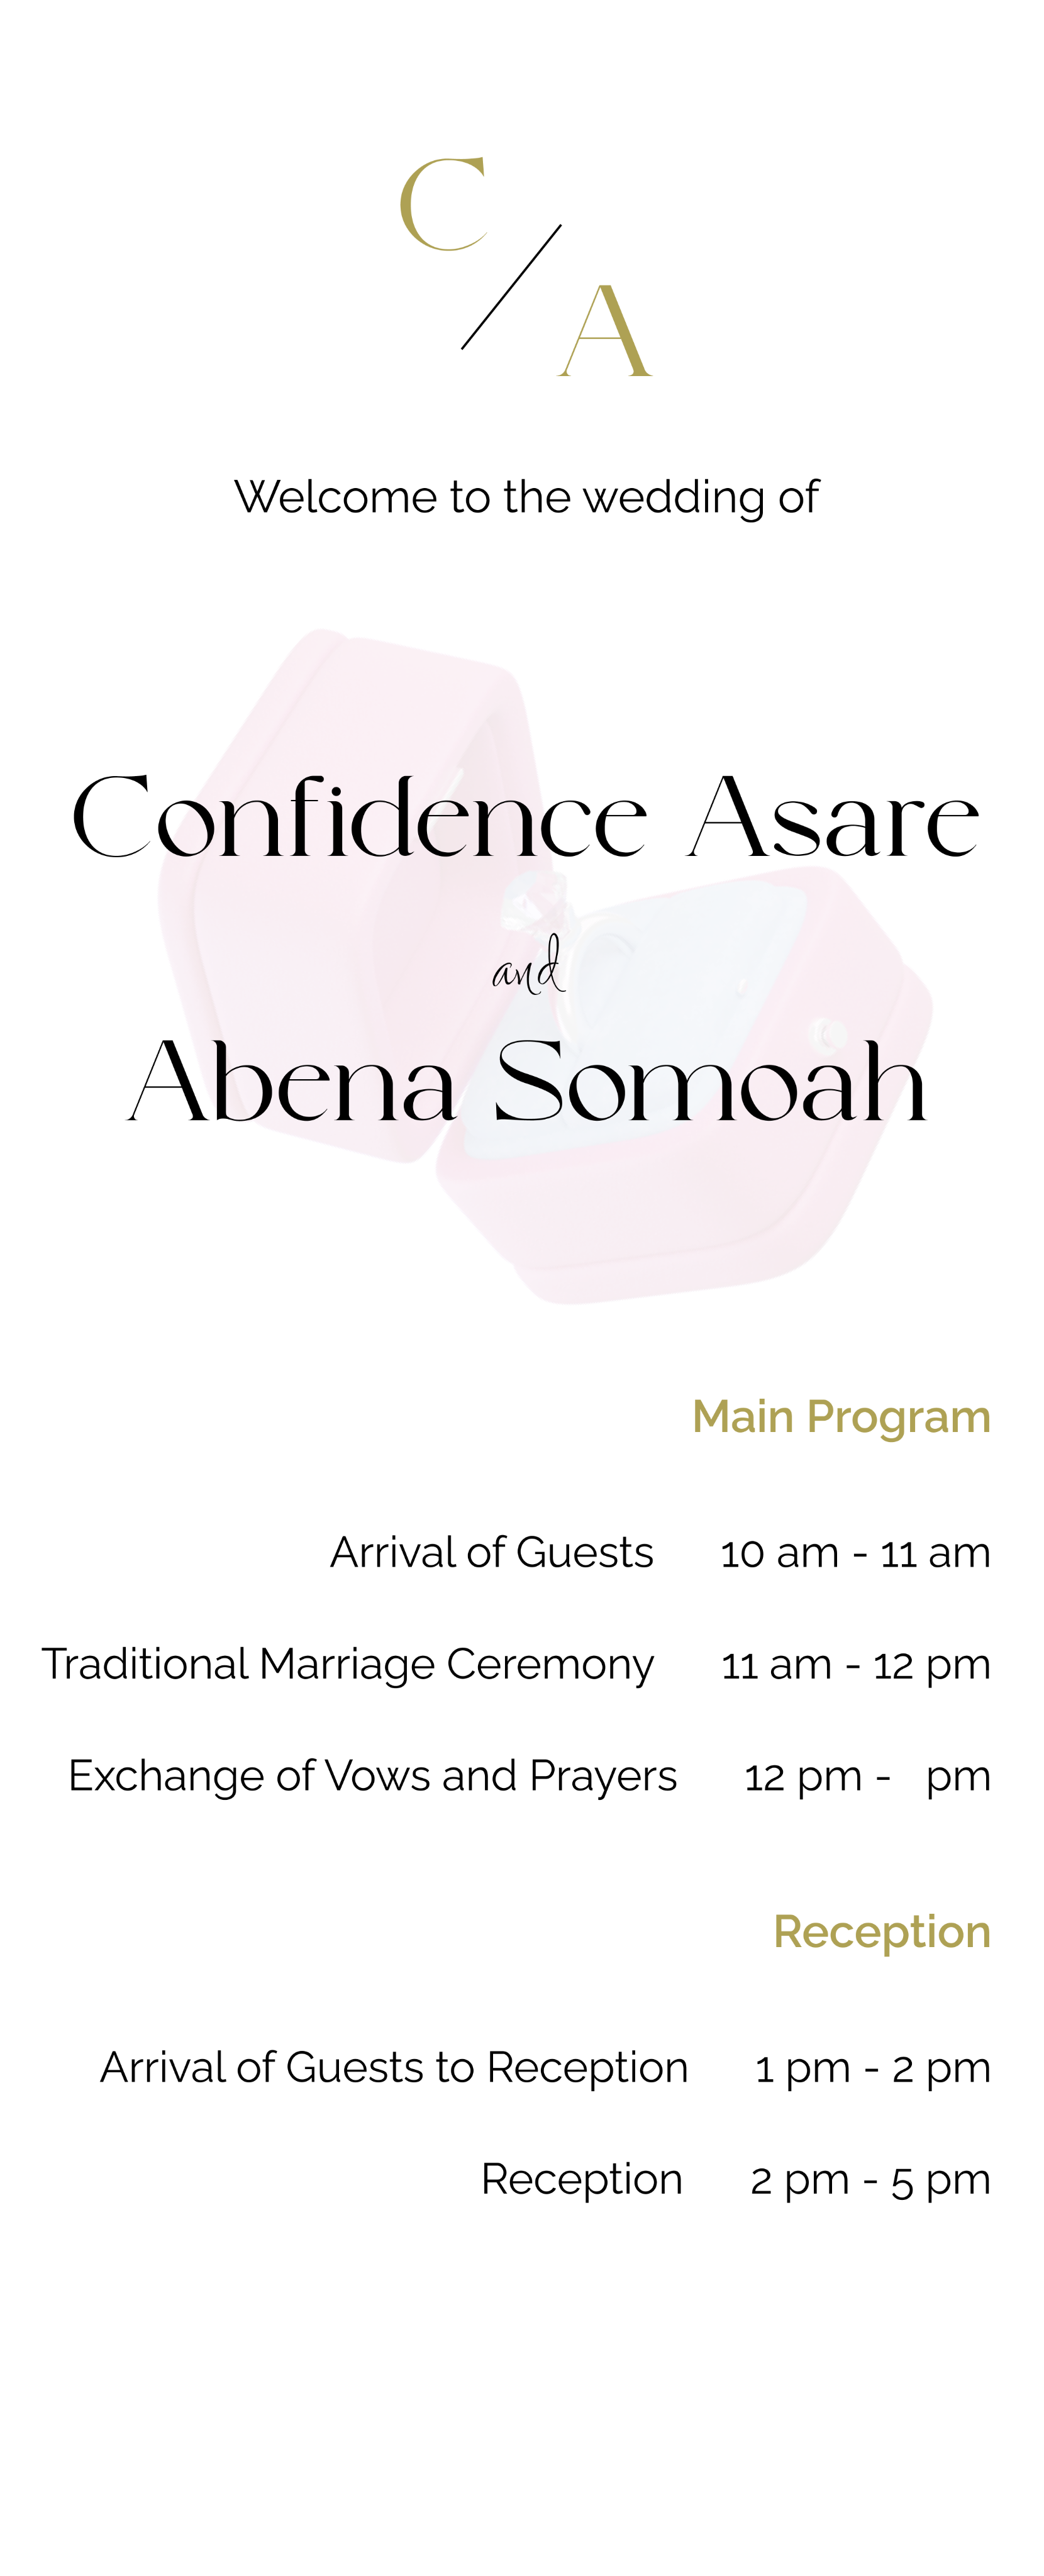 C
A
Welcome to the wedding of
Confidence Asare
and
Abena Somoah
Main Program
Arrival of Guests 10 am - 11 am
Traditional Marriage Ceremony 11 am - 12 pm
Exchange of Vows and Prayers 12 pm - pm
Reception
Arrival of Guests to Reception 1 pm - 2 pm
Reception 2 pm - 5 pm